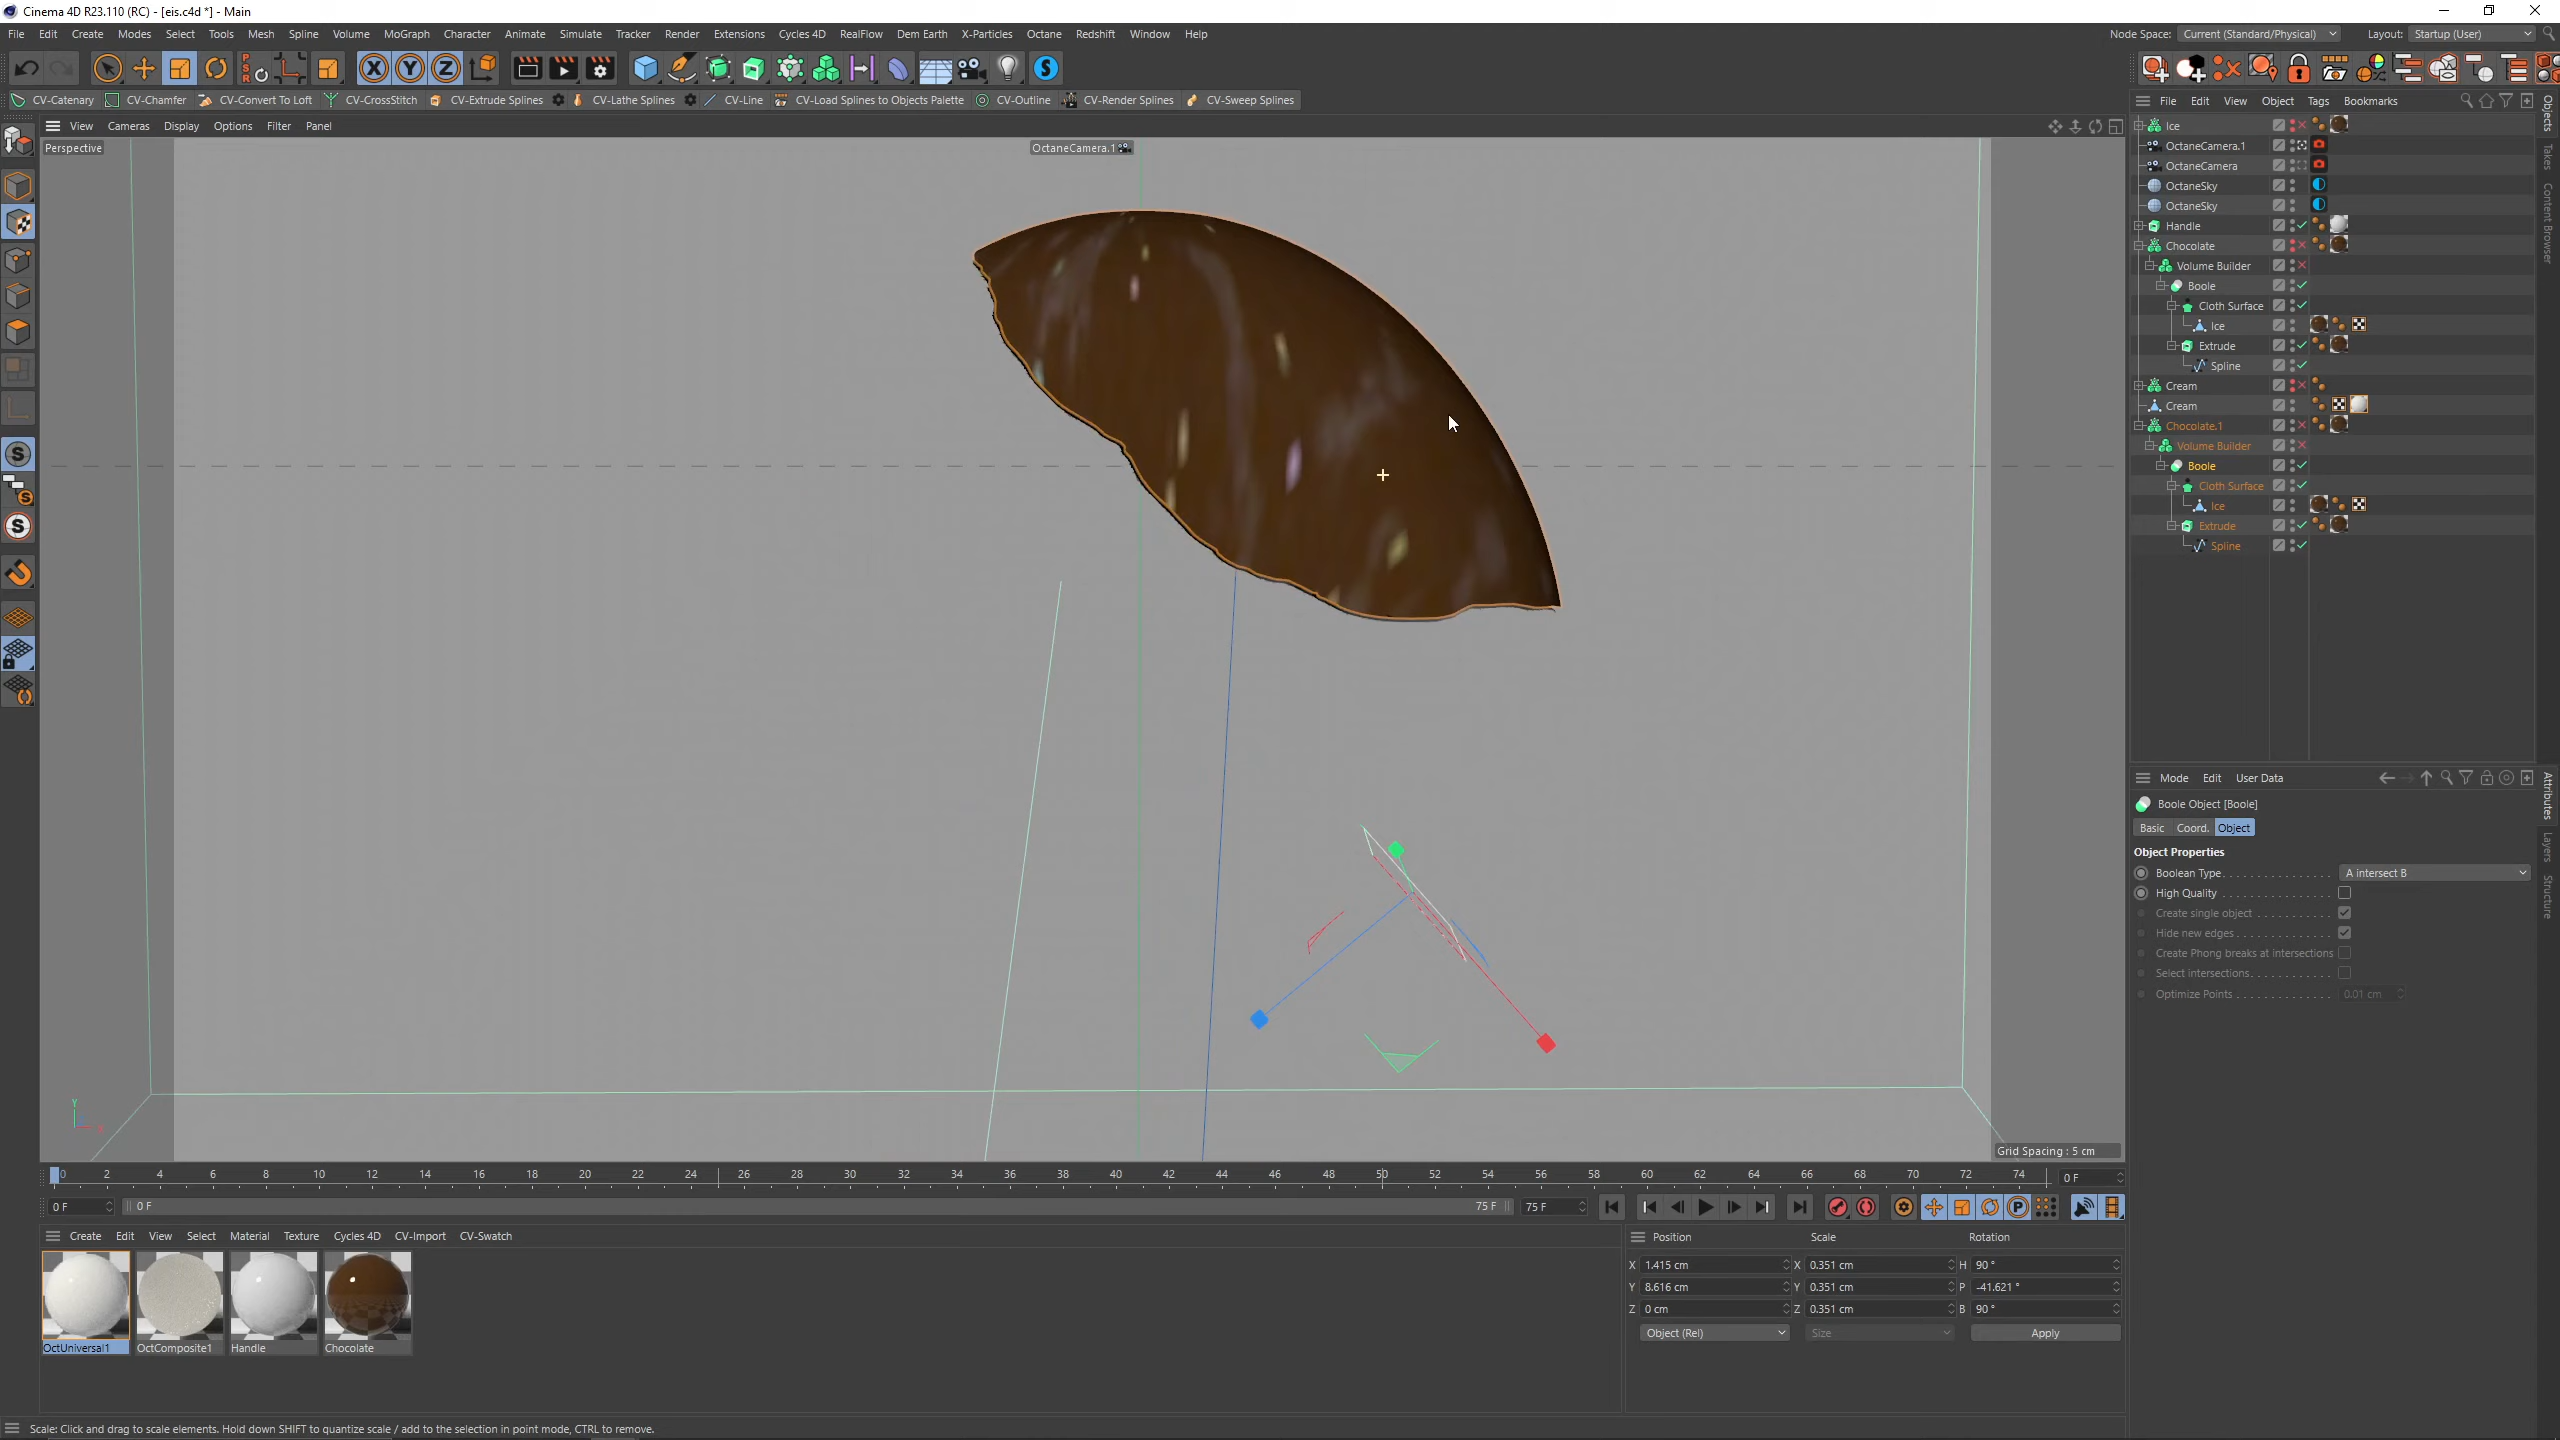 Cinema 4D R23.110 (RC) - [eis.c4d *] - Main
File Edit Create Modes Select Tools Mesh Spline Volume MoGraph Character Animate Simulate Tracker Render Extensions Cycles 4D RealFlow Dem Earth X-Particles Octane Redshift Window Help
Node Space: Current (Standard/Physical) Layout: Startup (User)
CV-Catenary CV-Chamfer CV-Convert To Loft CV-CrossStitch CV-Extrude Splines CV-Lathe Splines CV-Line CV-Load Splines to Objects Palette CV-Outline CV-Render Splines CV-Sweep Splines
View Cameras Display Options Filter Panel
Perspective
OctaneCamera.1
Grid Spacing : 5 cm
File Edit View Object Tags Bookmarks
Ice
OctaneCamera.1
OctaneCamera
OctaneSky
OctaneSky
Handle
Chocolate
Volume Builder
Boole
Cloth Surface
Ice
Extrude
Spline
Cream
Cream
Chocolate.1
Volume Builder
Boole
Cloth Surface
Ice
Extrude
Spline
Objects
Takes
Content Browser
Mode Edit User Data
Boole Object [Boole]
Basic Coord. Object
Object Properties
Boolean Type A intersect B
High Quality
Create single object
Hide new edges
Create Phong breaks at intersections
Select intersections
Optimize Points 0.01 cm
Attributes
Layers
Structure
Y
X
0 2 4 6 8 10 12 14 16 18 20 22 24 26 28 30 32 34 36 38 40 42 44 46 48 50 52 54 56 58 60 62 64 66 68 70 72 74 0 F
0 F 0 F 75 F 75 F
Create Edit View Select Material Texture Cycles 4D CV-Import CV-Swatch
OctUniversal1 OctComposite1 Handle Chocolate
Position Scale Rotation
X 1.415 cm X 0.351 cm H 90 °
Y 8.616 cm Y 0.351 cm P -41.621 °
Z 0 cm Z 0.351 cm B 90 °
Object (Rel) Size Apply
Scale: Click and drag to scale elements. Hold down SHIFT to quantize scale / add to the selection in point mode, CTRL to remove.